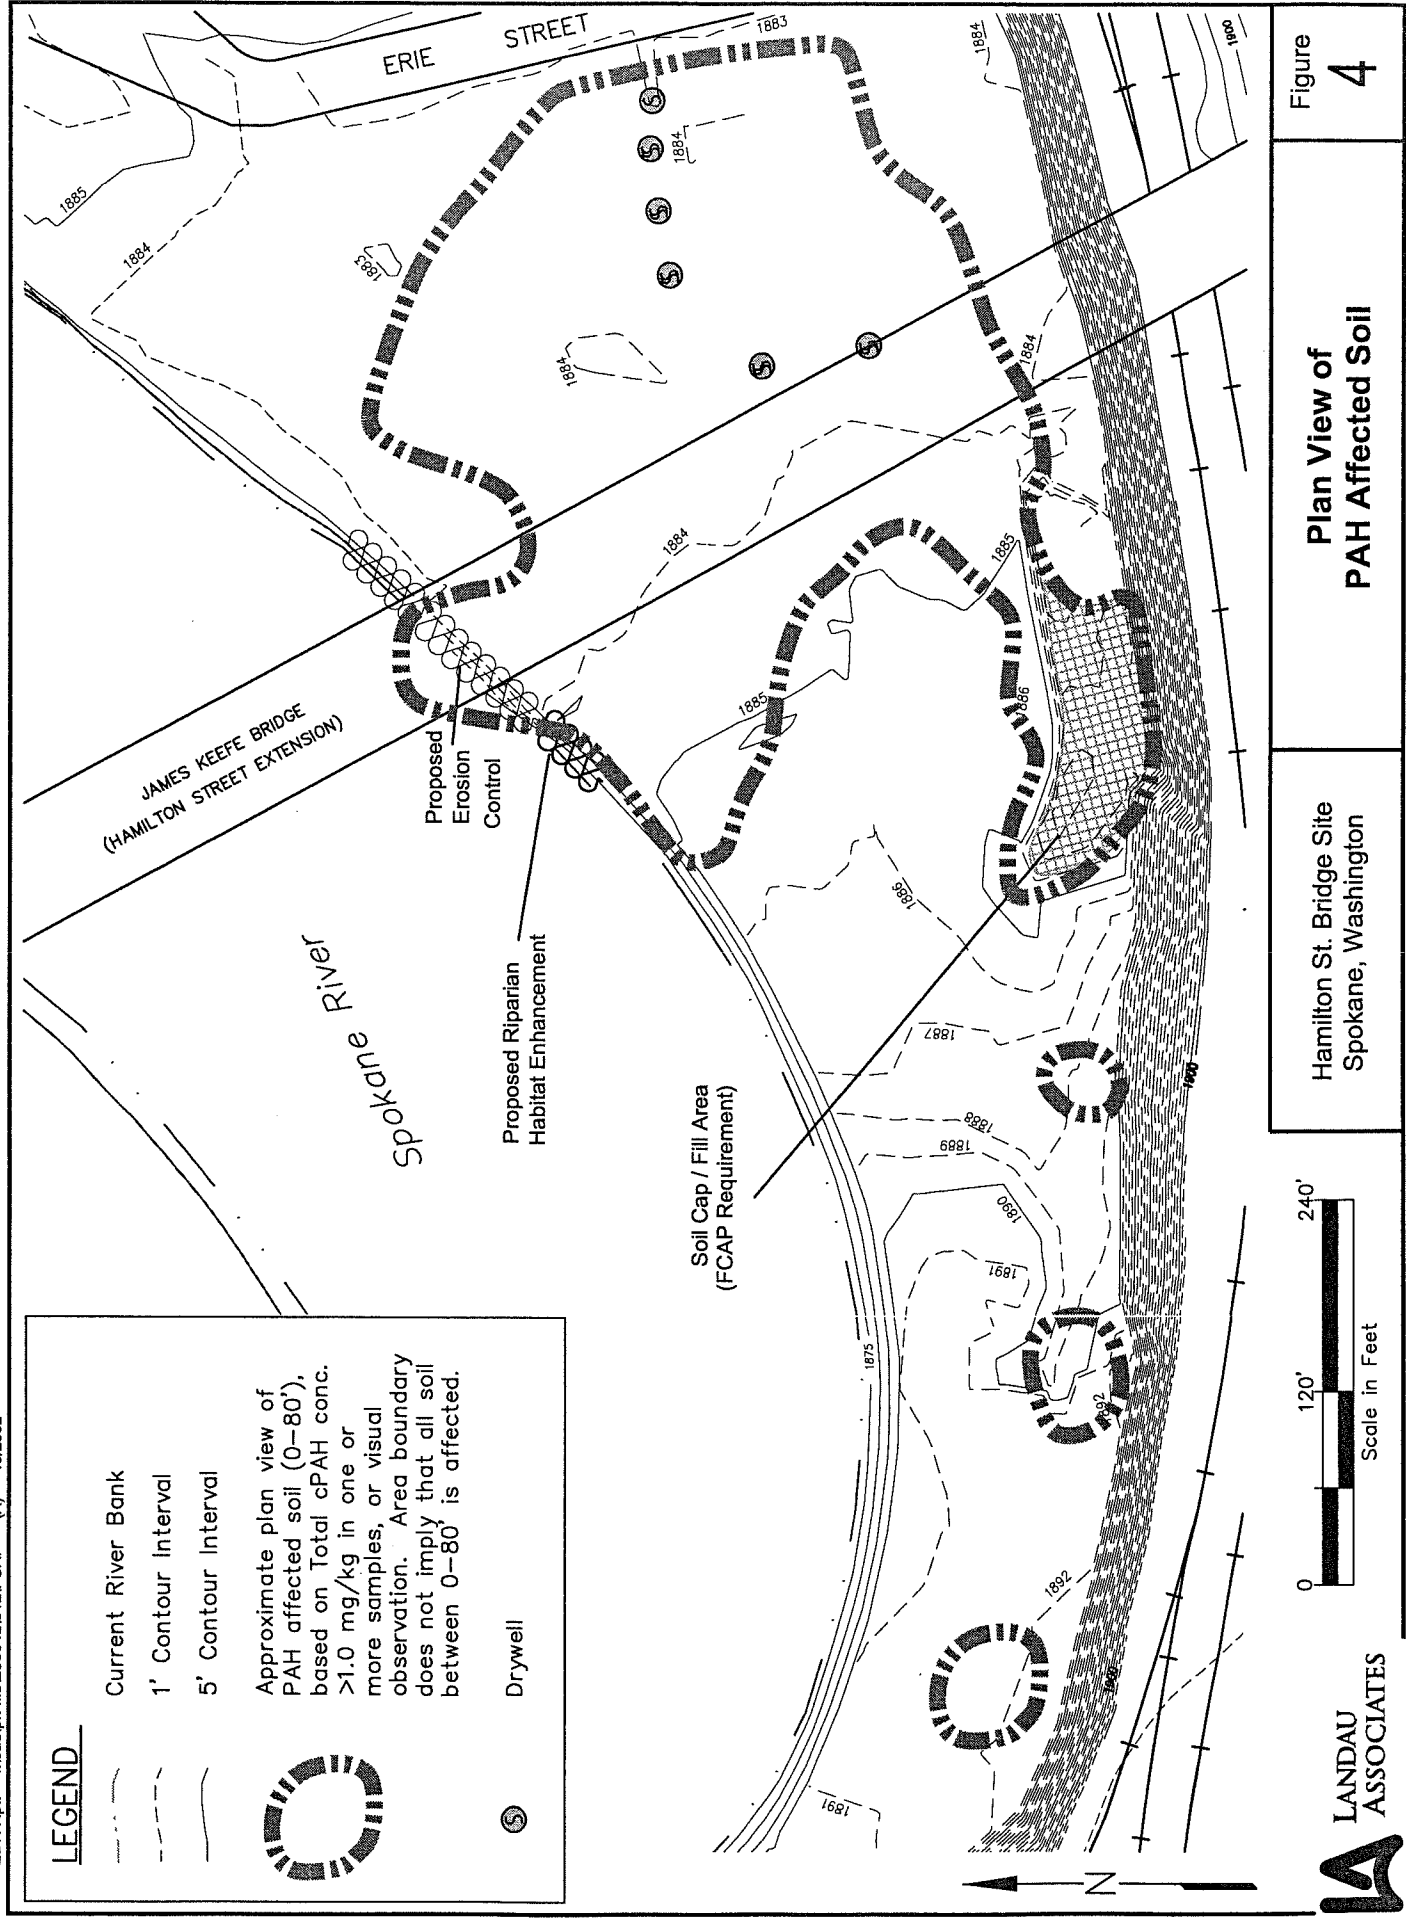 LEGEND
Current River Bank
1' Contour Interval
5' Contour Interval
Approximate plan view of
PAH affected soil (0–80'),
based on Total cPAH conc.
>1.0 mg/kg in one or
more samples, or visual
observation. Area boundary
does not imply that all soil
between 0–80' is affected.
Drywell
S
Spokane River
JAMES KEEFE BRIDGE
(HAMILTON STREET EXTENSION)
ERIE STREET
Proposed
Erosion
Control
Proposed Riparian
Habitat Enhancement
Soil Cap / Fill Area
(FCAP Requirement)
1885
1884
1883
1883
1884
1884
1884
1884
1884
1885
1885
1886
1886
1887
1888
1889
1890
1891
1875
1892
1892
1891
1900
1900
1900
S
S
S
S
S
S
N
LANDAU
ASSOCIATES
0
120'
240'
Scale in Feet
Hamilton St. Bridge Site
Spokane, Washington
Plan View of
PAH Affected Soil
Figure
4